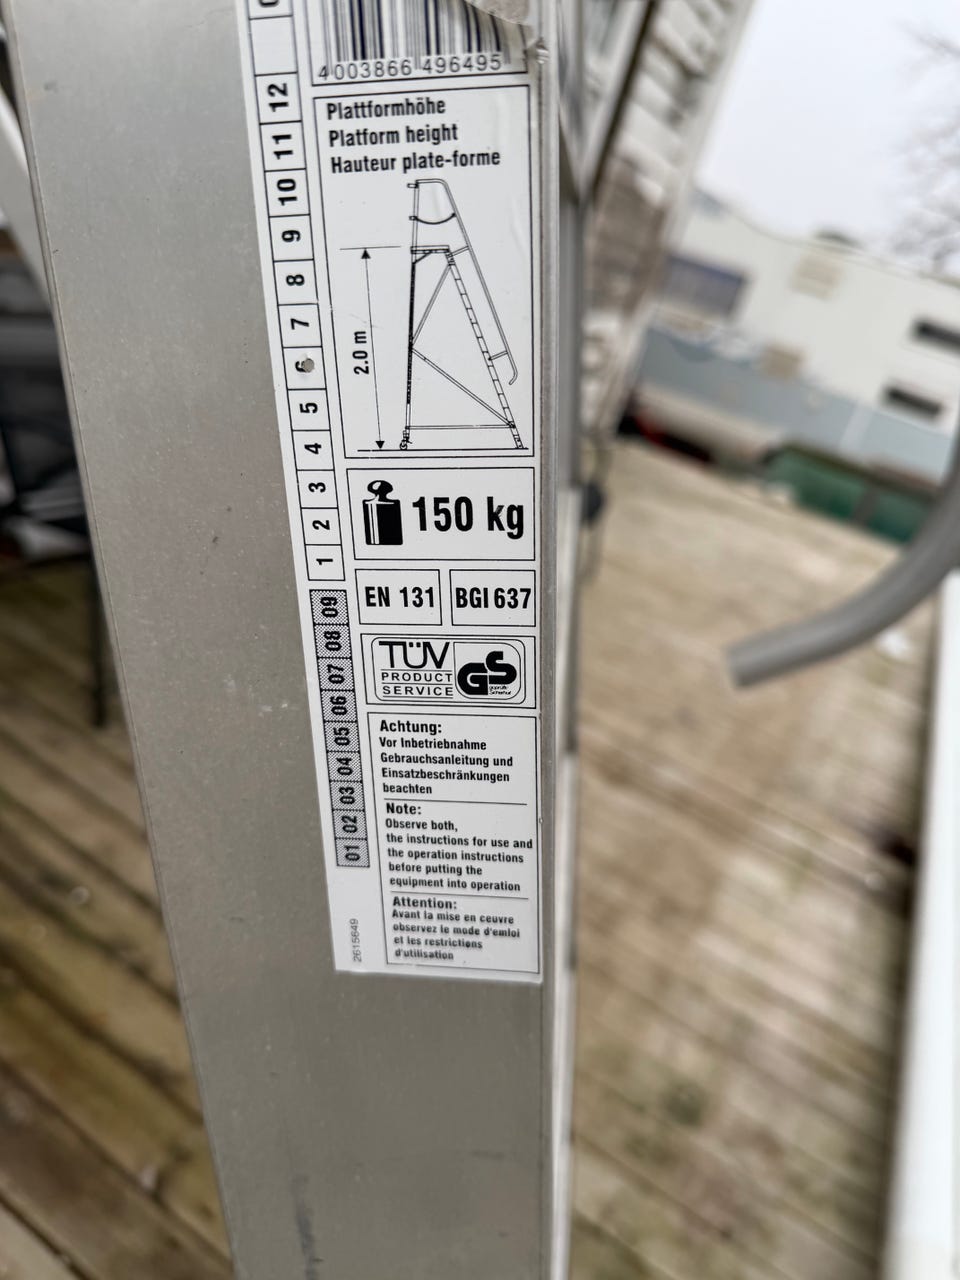 4003866 496495
Plattformhöhe
Platform height
Hauteur plate-forme
2.0 m
150 kg
EN 131
BGI 637
TÜV
PRODUCT
SERVICE
GS
geprüfte
Sicherheit
Achtung:
Vor Inbetriebnahme
Gebrauchsanleitung und
Einsatzbeschränkungen
beachten
Note:
Observe both,
the instructions for use and
the operation instructions
before putting the
equipment into operation
Attention:
Avant la mise en ceuvre
observez le mode d'emloi
et les restrictions
d'utilisation
01 02 03 04 05 06 07 08 09
1 2 3 4 5 6 7 8 9 10 11 12
2615649